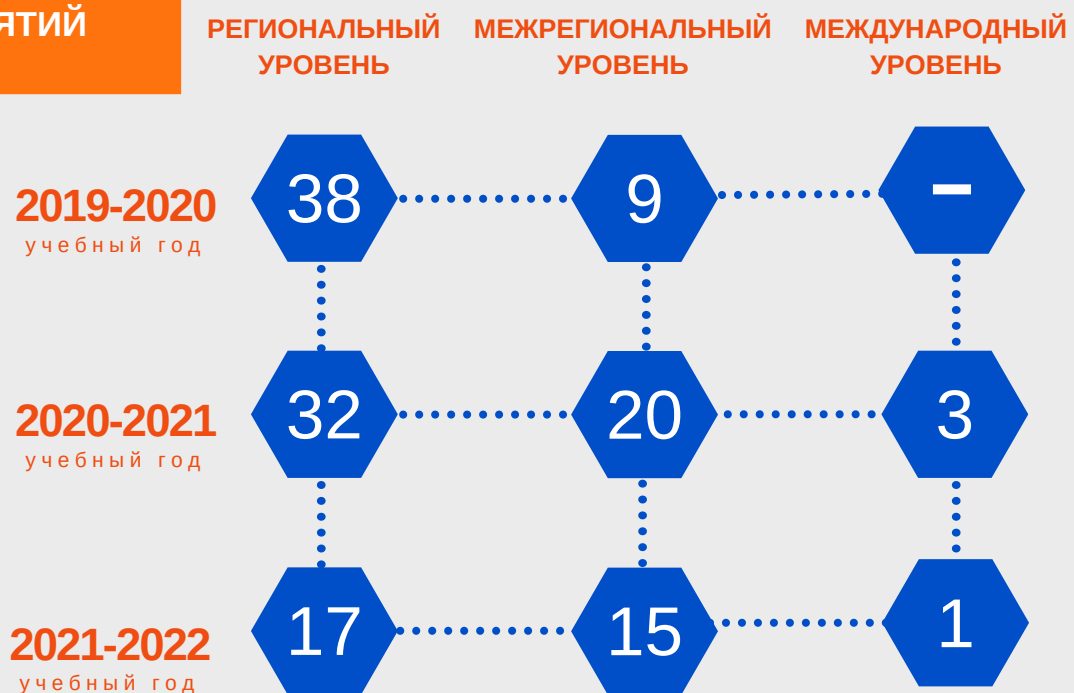 ЯТИЙ
РЕГИОНАЛЬНЫЙ МЕЖРЕГИОНАЛЬНЫЙ МЕЖДУНАРОДНЫЙ
УРОВЕНЬ УРОВЕНЬ УРОВЕНЬ
2019-2020 38 9 –
учебный год
2020-2021 32 20 3
учебный год
2021-2022 17 15 1
учебный год